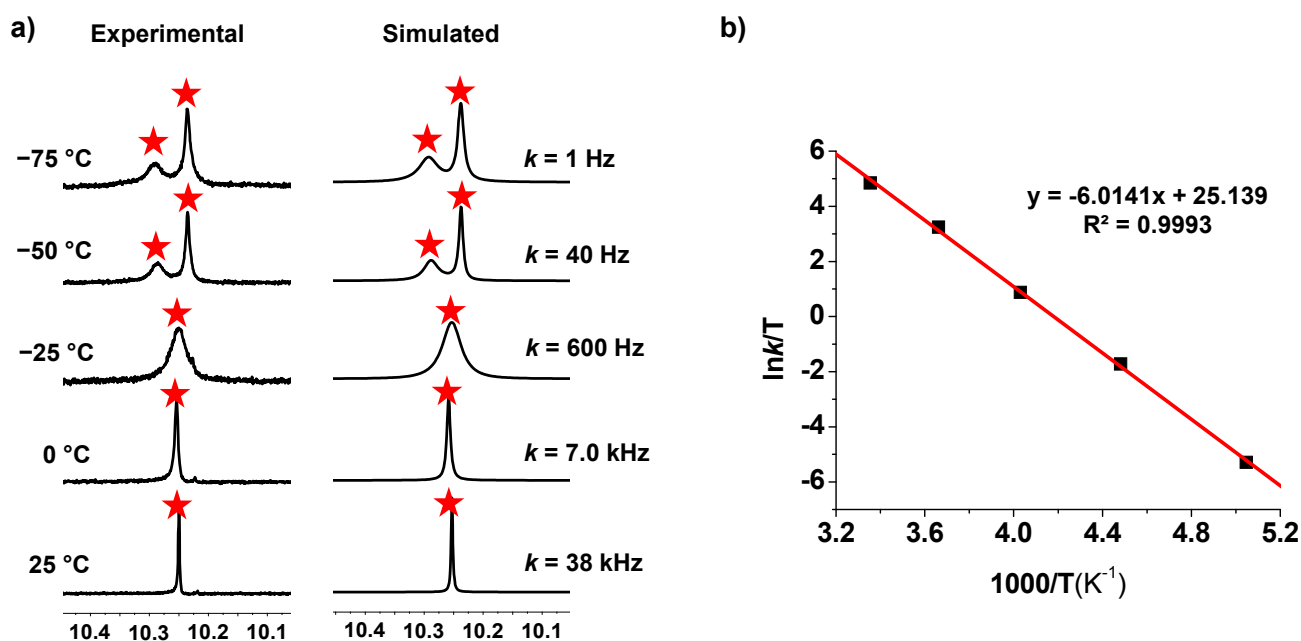 a)
Experimental
Simulated
−75 °C
k = 1 Hz
−50 °C
k = 40 Hz
−25 °C
k = 600 Hz
0 °C
k = 7.0 kHz
25 °C
k = 38 kHz
10.4 10.3 10.2 10.1
10.4 10.3 10.2 10.1
b)
y = -6.0141x + 25.139
R² = 0.9993
lnk/T
6
4
2
0
-2
-4
-6
3.2 3.6 4.0 4.4 4.8 5.2
1000/T(K⁻¹)